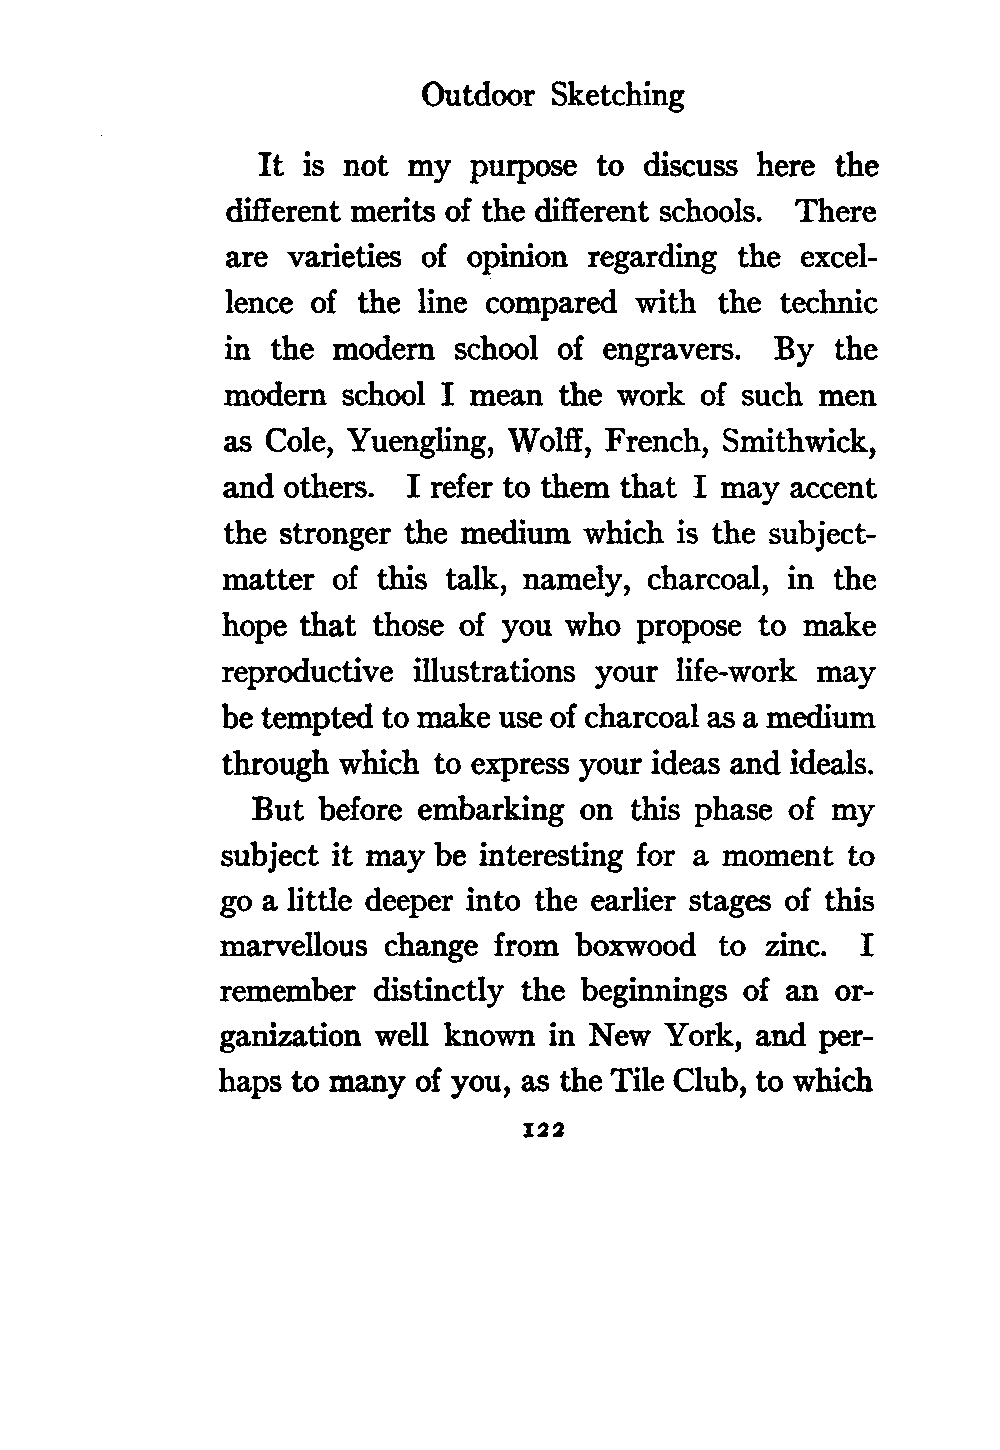 Outdoor Sketching
It is not my purpose to discuss here the
different merits of the different schools. There
are varieties of opinion regarding the excel-
lence of the line compared with the technic
in the modern school of engravers. By the
modern school I mean the work of such men
as Cole, Yuengling, Wolff, French, Smithwick,
and others. I refer to them that I may accent
the stronger the medium which is the subject-
matter of this talk, namely, charcoal, in the
hope that those of you who propose to make
reproductive illustrations your life-work may
be tempted to make use of charcoal as a medium
through which to express your ideas and ideals.
But before embarking on this phase of my
subject it may be interesting for a moment to
go a little deeper into the earlier stages of this
marvellous change from boxwood to zinc. I
remember distinctly the beginnings of an or-
ganization well known in New York, and per-
haps to many of you, as the Tile Club, to which
122